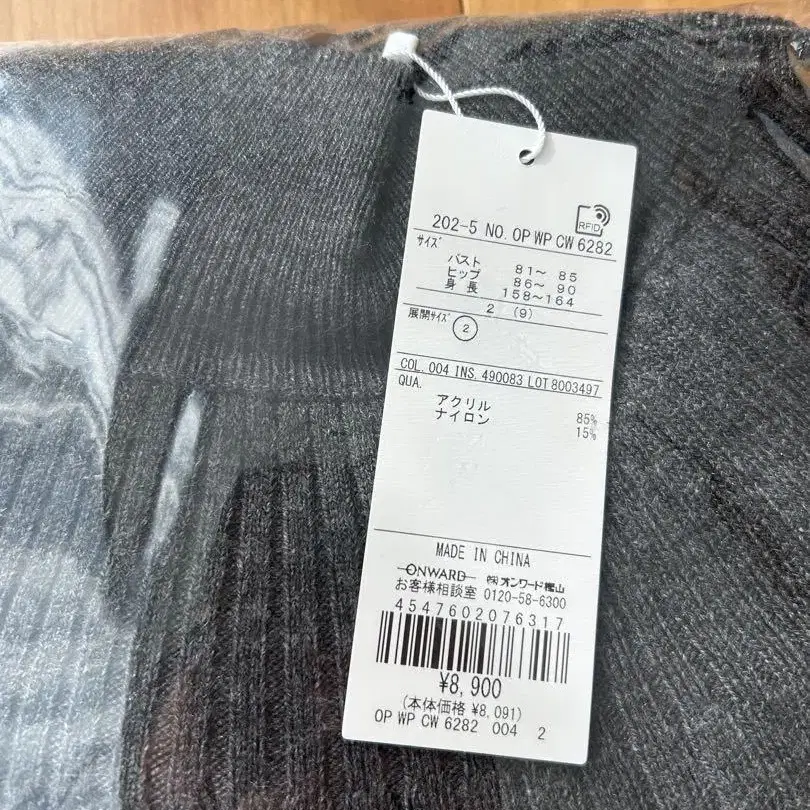 RFID
202-5 NO. OP WP CW 6282
サイズ
バスト 81～ 85
ヒップ 86～ 90
身 長 158～164
2 (9)
展開サイズ 2
COL. 004 INS. 490083 LOT 8003497
QUA.
アクリル 85%
ナイロン 15%
MADE IN CHINA
ONWARD ㈱オンワード樫山
お客様相談室 0120-58-6300
4547602076317
¥8,900
(本体価格 ¥8,091)
OP WP CW 6282 004 2